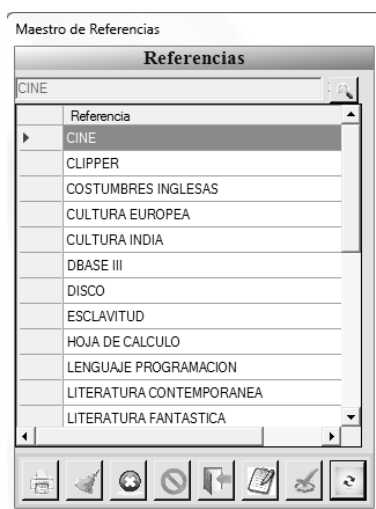 Maestro de Referencias
Referencias
CINE
Referencia
CINE
CLIPPER
COSTUMBRES INGLESAS
CULTURA EUROPEA
CULTURA INDIA
DBASE III
DISCO
ESCLAVITUD
HOJA DE CALCULO
LENGUAJE PROGRAMACION
LITERATURA CONTEMPORANEA
LITERATURA FANTASTICA